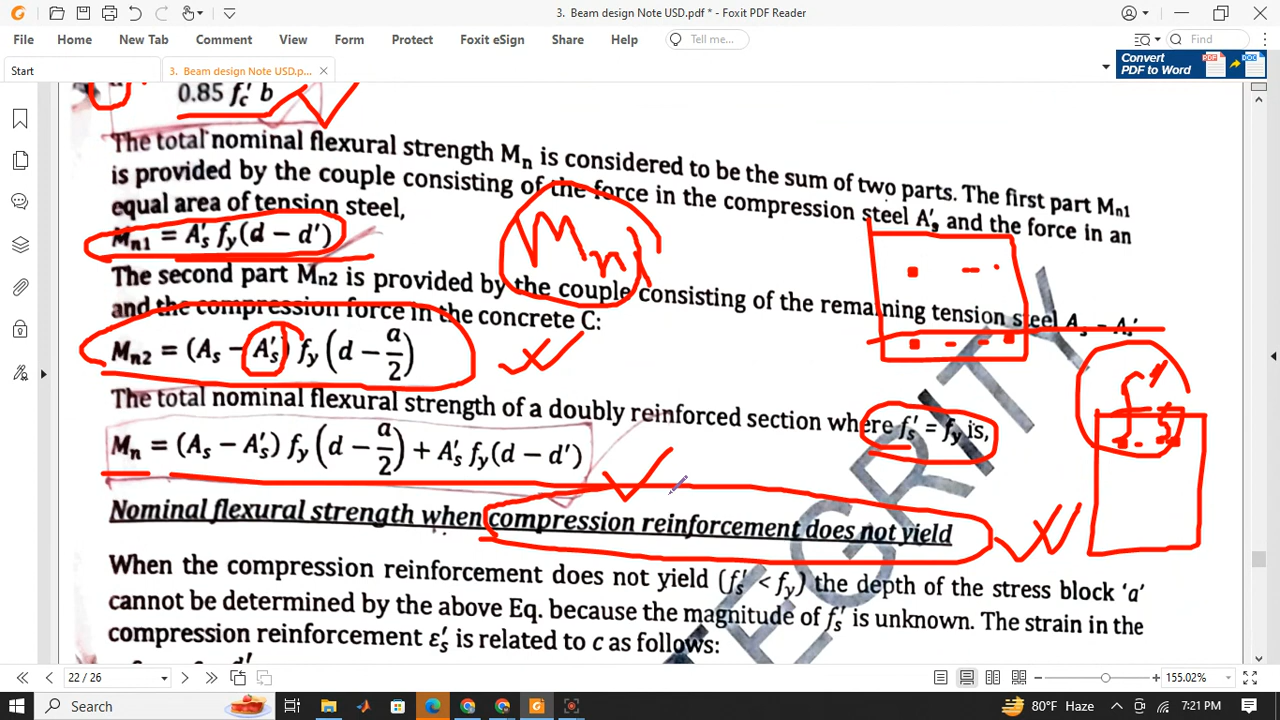 3. Beam design Note USD.pdf * - Foxit PDF Reader
File Home New Tab Comment View Form Protect Foxit eSign Share Help Tell me... Find
Start 3. Beam design Note USD.p...
Convert
PDF to Word
0.85 f'c b
The total nominal flexural strength Mn is considered to be the sum of two parts. The first part Mn1
is provided by the couple consisting of the force in the compression steel A's and the force in an
equal area of tension steel,
Mn1 = A's fy(d − d')
Mn
The second part Mn2 is provided by the couple consisting of the remaining tension steel As − A's
and the compression force in the concrete C:
Mn2 = (As − A's) fy (d − a/2)
The total nominal flexural strength of a doubly reinforced section where f's = fy is,
Mn = (As − A's) fy (d − a/2) + A's fy(d − d')
Nominal flexural strength when compression reinforcement does not yield
When the compression reinforcement does not yield (f's < fy) the depth of the stress block 'a'
cannot be determined by the above Eq. because the magnitude of f's is unknown. The strain in the
compression reinforcement ε's is related to c as follows:
TEGRITY
22 / 26
155.02%
Search
80°F Haze
7:21 PM